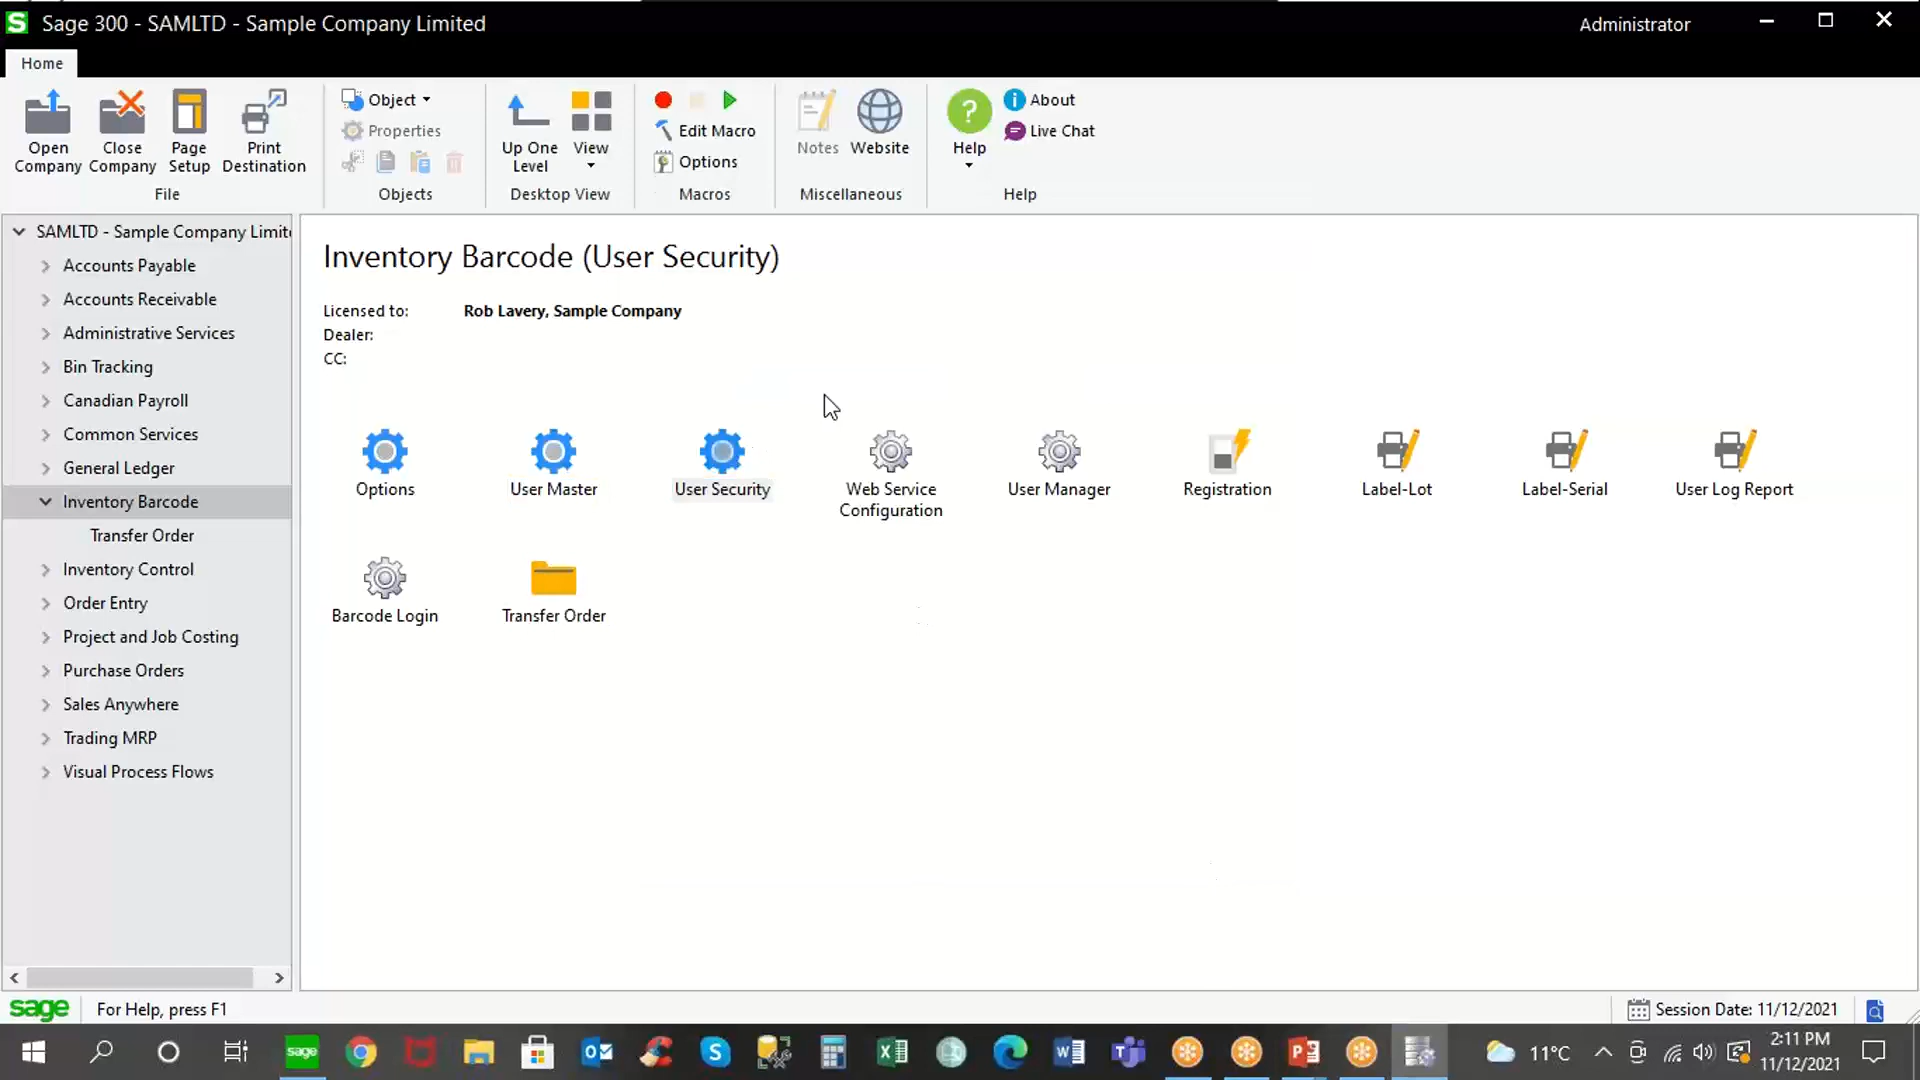 Sage 300 - SAMLTD - Sample Company Limited
Administrator
Home
Open Company
Close Company
Page Setup
Print Destination
File
Object
Properties
Objects
Up One Level
View
Desktop View
Edit Macro
Options
Macros
Notes
Website
Miscellaneous
Help
About
Live Chat
Help
SAMLTD - Sample Company Limit
Accounts Payable
Accounts Receivable
Administrative Services
Bin Tracking
Canadian Payroll
Common Services
General Ledger
Inventory Barcode
Transfer Order
Inventory Control
Order Entry
Project and Job Costing
Purchase Orders
Sales Anywhere
Trading MRP
Visual Process Flows
Inventory Barcode (User Security)
Licensed to: Rob Lavery, Sample Company
Dealer:
CC:
Options
User Master
User Security
Web Service Configuration
User Manager
Registration
Label-Lot
Label-Serial
User Log Report
Barcode Login
Transfer Order
sage
For Help, press F1
Session Date: 11/12/2021
sage
11°C
2:11 PM
11/12/2021